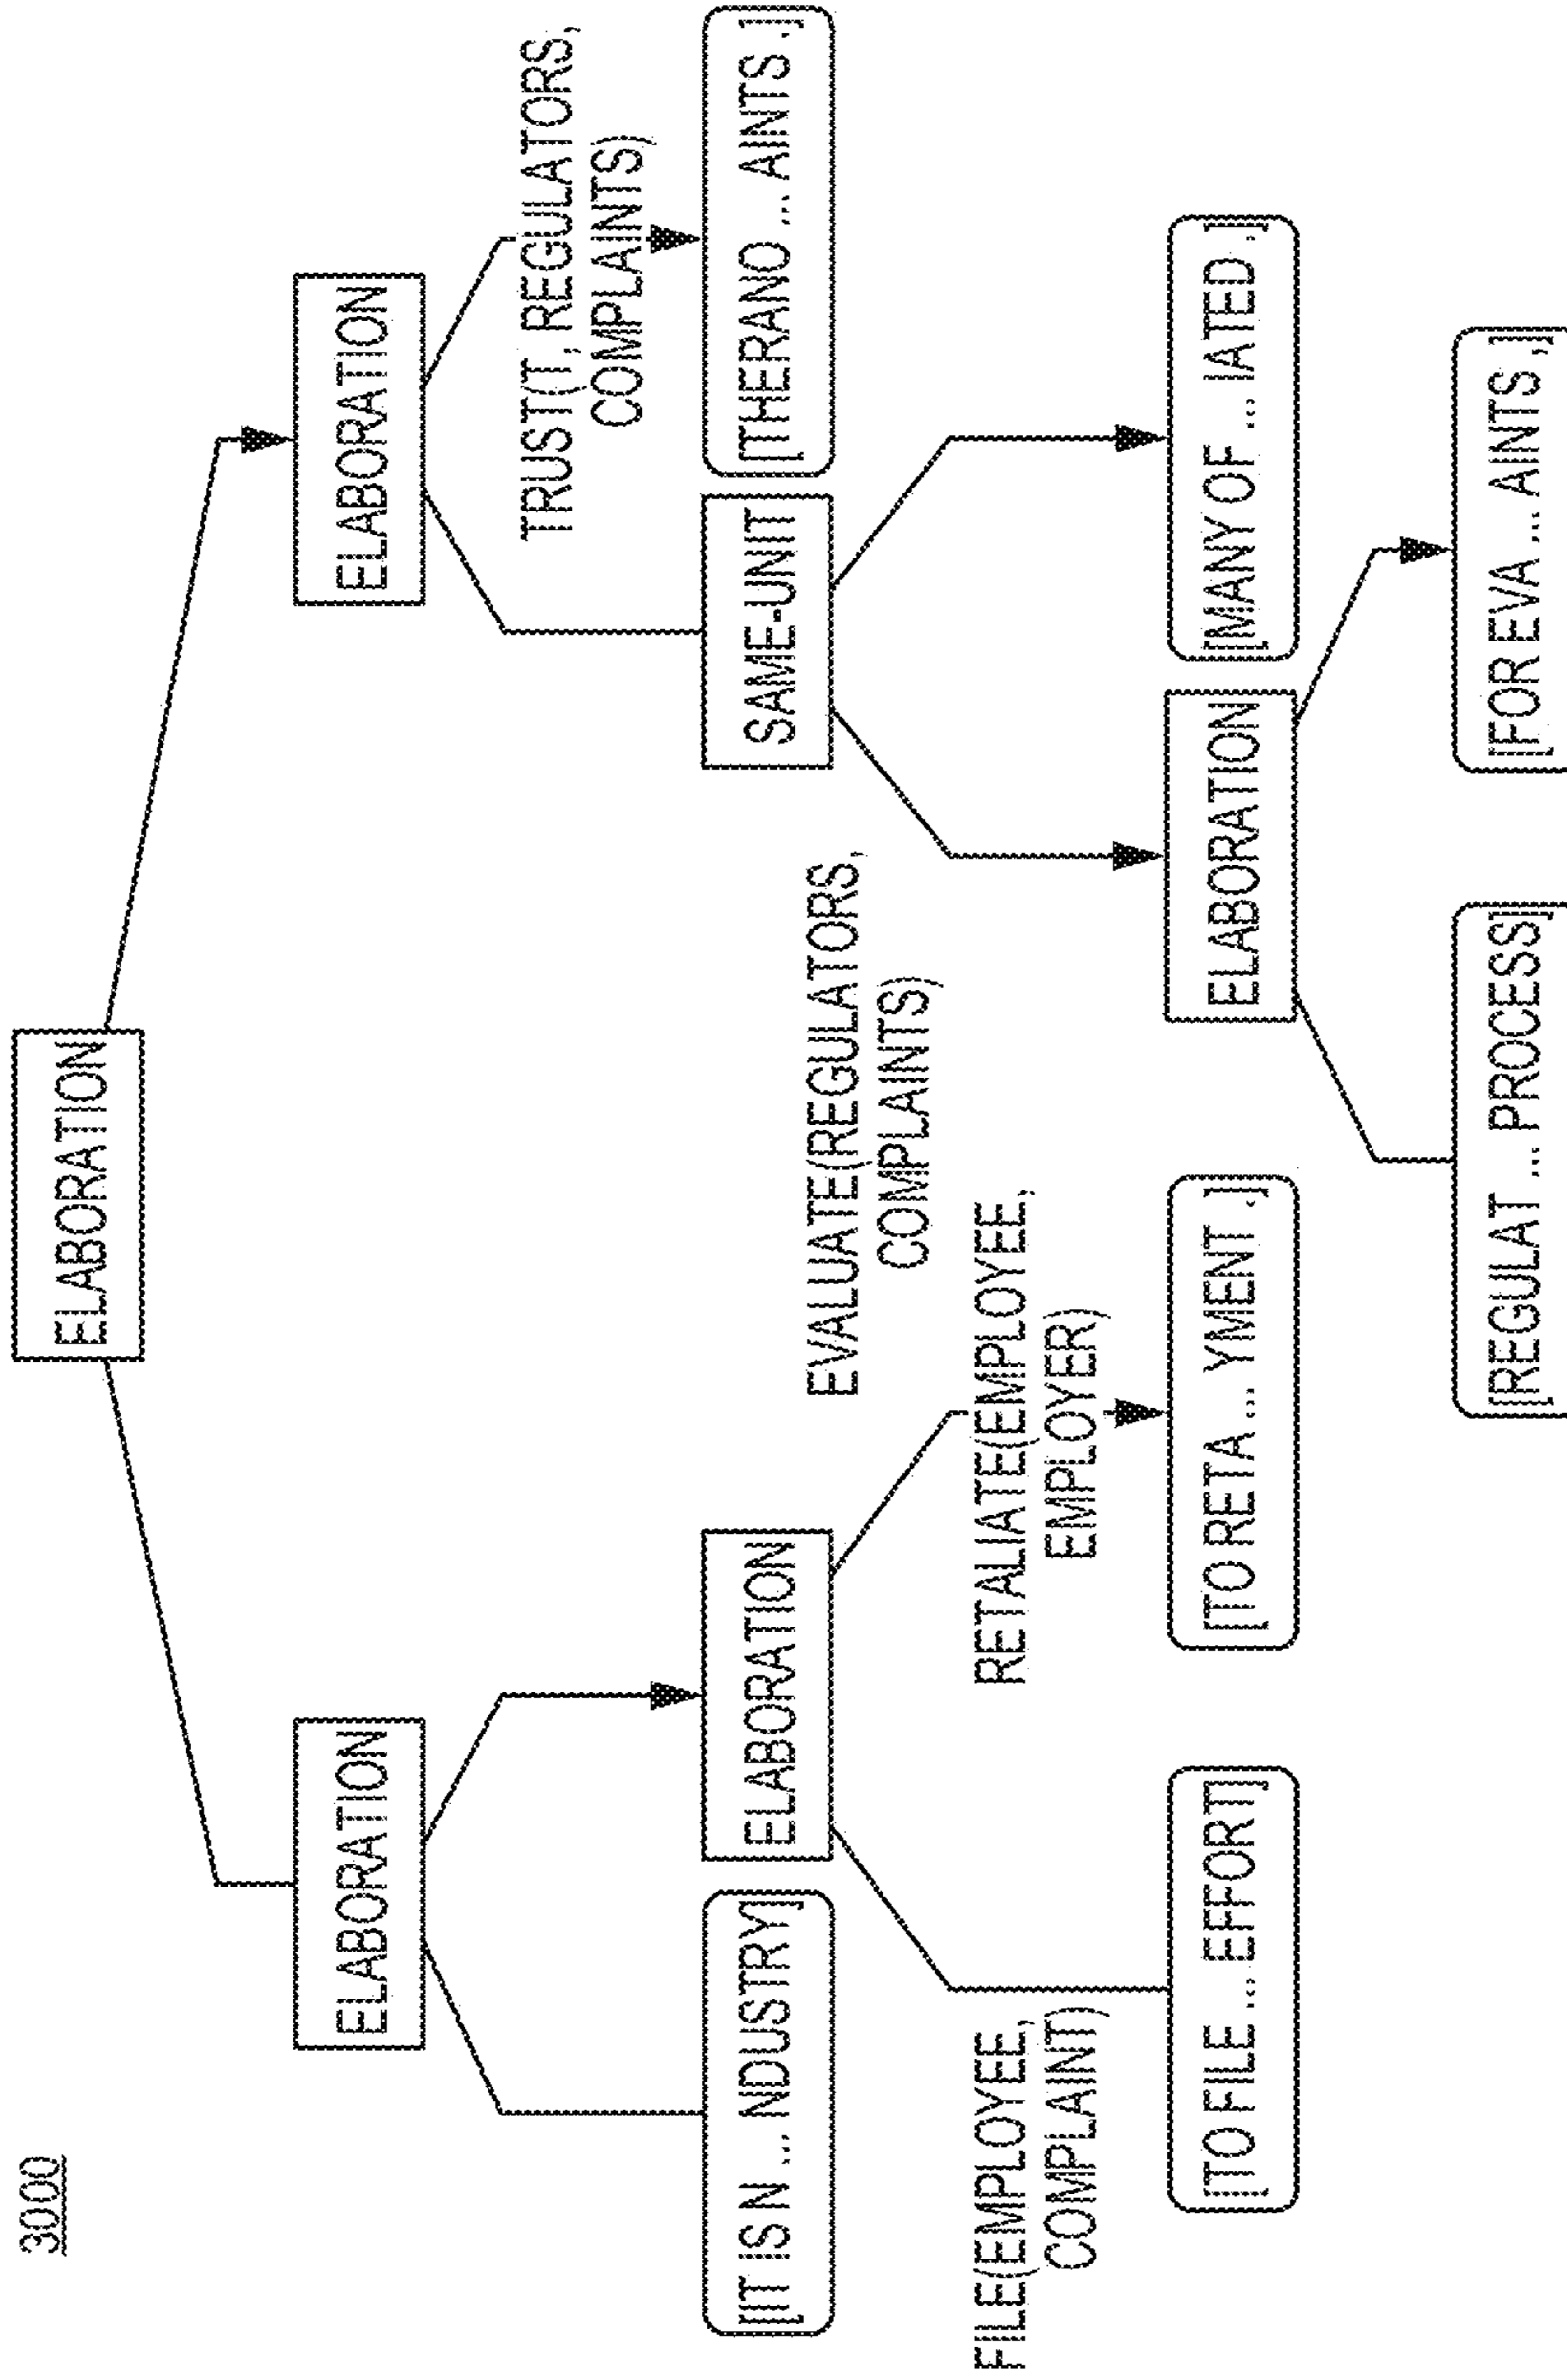 3000
ELABORATION
ELABORATION
ELABORATION
[IT IS N ... NDUSTRY]
ELABORATION
SAME-UNIT
TRUST(T, REGULATORS,
COMPLAINTS)
[THERANO ... AINTS .]
FILE(EMPLOYEE,
COMPLAINT)
[TO FILE ... EFFORT]
RETALIATE(EMPLOYEE,
EMPLOYER)
[TO RETA ... YMENT .]
EVALUATE(REGULATORS,
COMPLAINTS)
ELABORATION
[MANY OF ... IATED .]
[REGULAT ... PROCESS]
[FOR EVA ... AINTS ,]